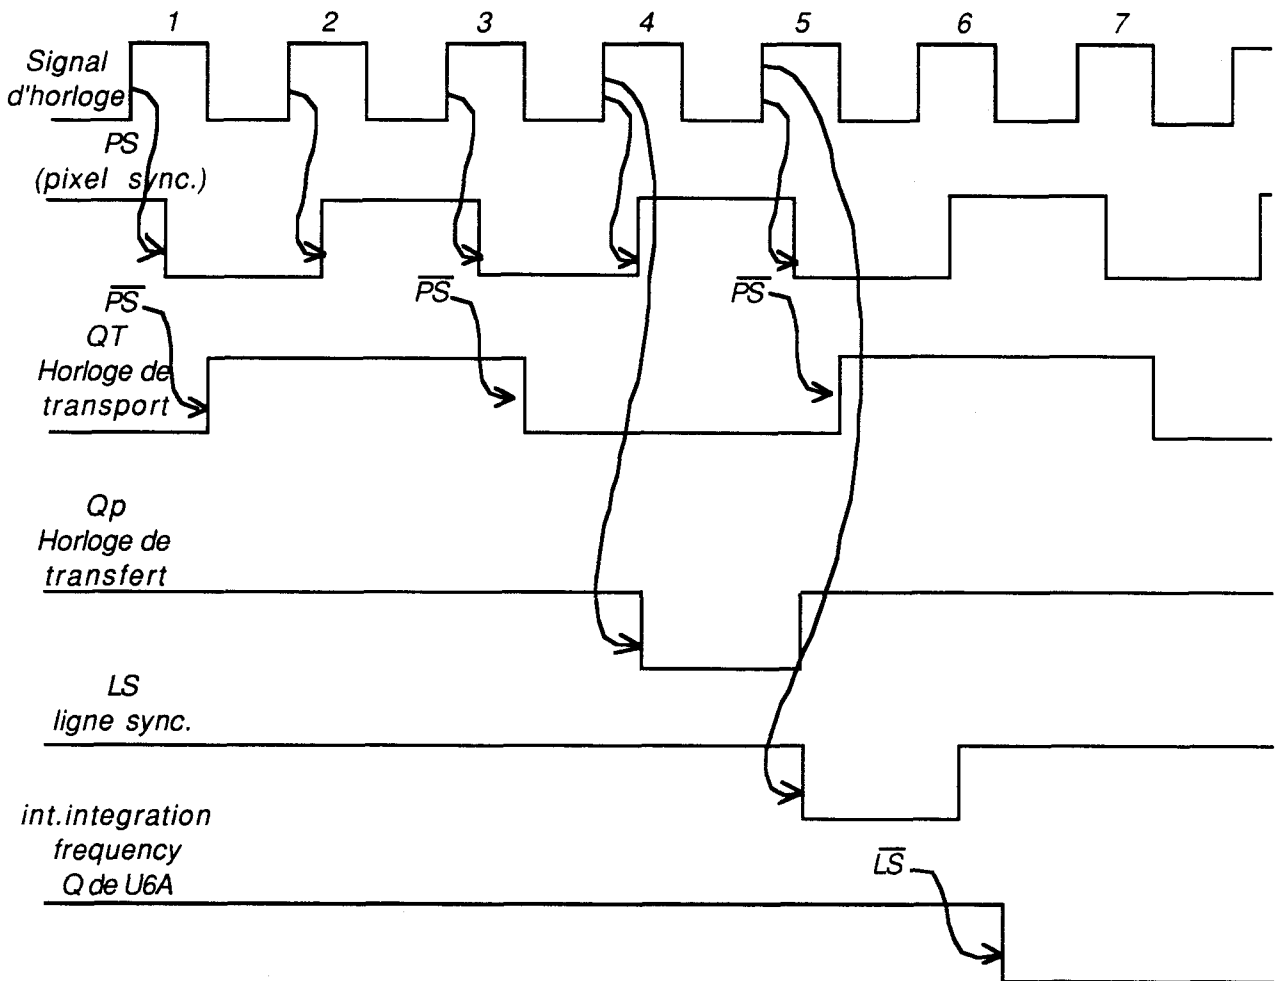 1 2 3 4 5 6 7
Signal
d'horloge
PS
(pixel sync.)
PS PS PS
QT
Horloge de
transport
Qp
Horloge de
transfert
LS
ligne sync.
int.integration
frequency
Q de U6A
LS